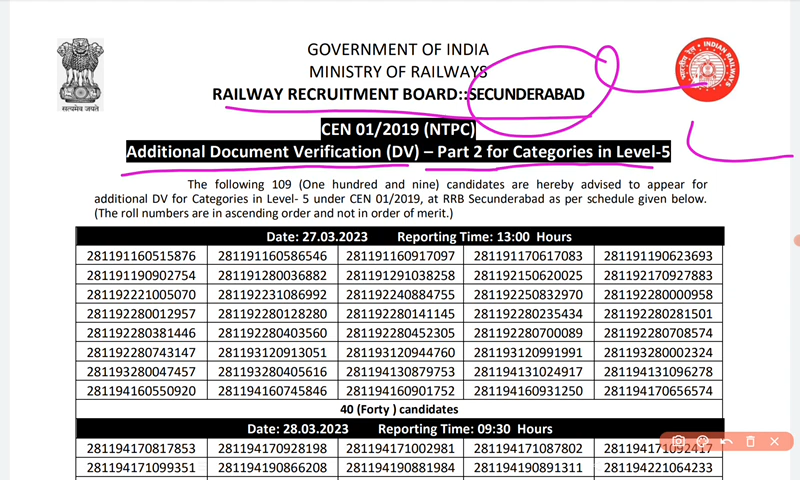 GOVERNMENT OF INDIA
MINISTRY OF RAILWAYS
RAILWAY RECRUITMENT BOARD::SECUNDERABAD
सत्यमेव जयते
भारतीय रेल INDIAN RAILWAYS
CEN 01/2019 (NTPC)
Additional Document Verification (DV) – Part 2 for Categories in Level-5
The following 109 (One hundred and nine) candidates are hereby advised to appear for
additional DV for Categories in Level- 5 under CEN 01/2019, at RRB Secunderabad as per schedule given below.
(The roll numbers are in ascending order and not in order of merit.)
Date: 27.03.2023 Reporting Time: 13:00 Hours
281191160515876 281191160586546 281191160917097 281191170617083 281191190623693
281191190902754 281191280036882 281191291038258 281192150620025 281192170927883
281192221005070 281192231086992 281192240884755 281192250832970 281192280000958
281192280012957 281192280128280 281192280141145 281192280235434 281192280281501
281192280381446 281192280403560 281192280452305 281192280700089 281192280708574
281192280743147 281193120913051 281193120944760 281193120991991 281193280002324
281193280047457 281193280405616 281194130879753 281194131024917 281194131096278
281194160550920 281194160745846 281194160901752 281194160931250 281194170656574
40 (Forty ) candidates
Date: 28.03.2023 Reporting Time: 09:30 Hours
281194170817853 281194170928198 281194171002981 281194171087802 281194171092417
281194171099351 281194190866208 281194190881984 281194190891311 281194221064233